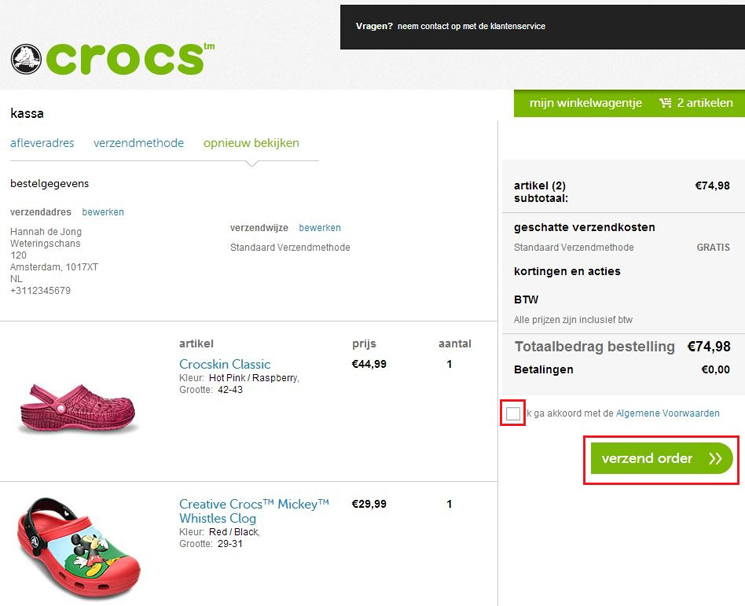 Vragen? neem contact op met de klantenservice
crocs™
mijn winkelwagentje 2 artikelen
kassa
afleveradres verzendmethode opnieuw bekijken
bestelgegevens
verzendadres bewerken
Hannah de Jong
Weteringschans
120
Amsterdam, 1017XT
NL
+3112345679
verzendwijze bewerken
Standaard Verzendmethode
artikel prijs aantal
Crocskin Classic €44,99 1
Kleur: Hot Pink / Raspberry,
Grootte: 42-43
Creative Crocs™ Mickey™ €29,99 1
Whistles Clog
Kleur: Red / Black,
Grootte: 29-31
artikel (2) €74,98
subtotaal:
geschatte verzendkosten
Standaard Verzendmethode GRATIS
kortingen en acties
BTW
Alle prijzen zijn inclusief btw
Totaalbedrag bestelling €74,98
Betalingen €0,00
k ga akkoord met de Algemene Voorwaarden
verzend order